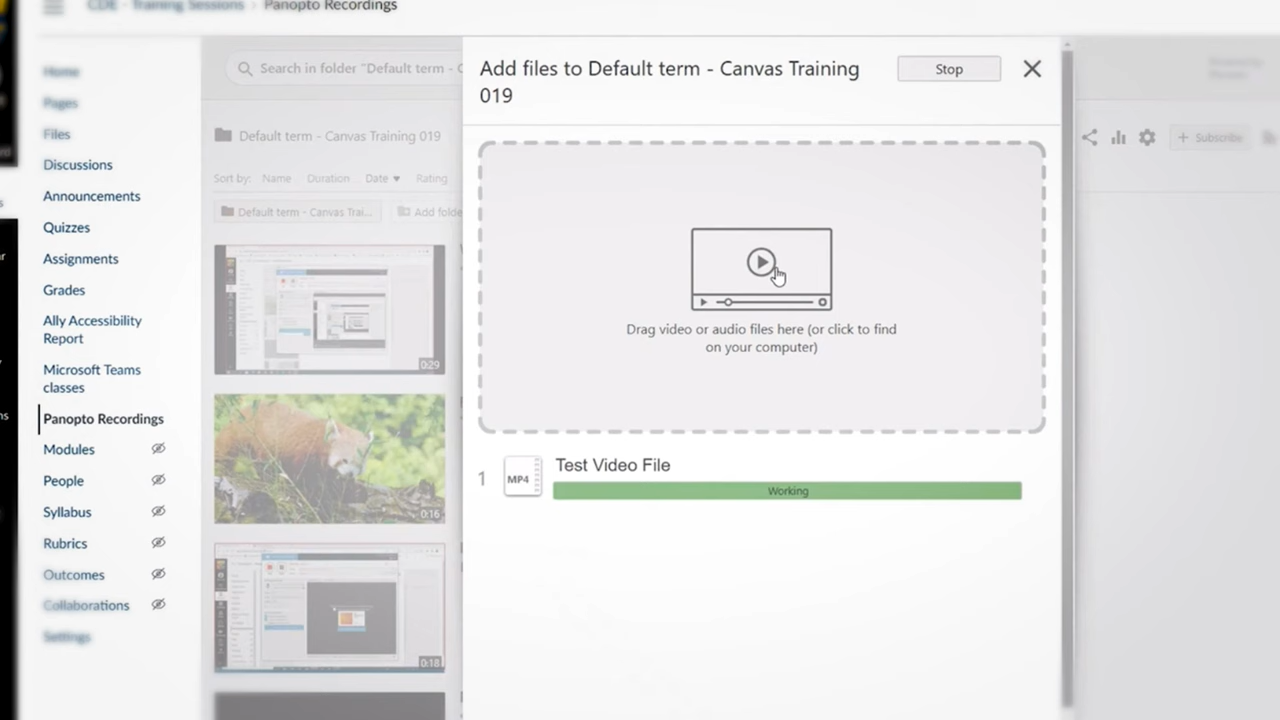 CDE - Training Sessions > Panopto Recordings
Home
Pages
Files
Discussions
Announcements
Quizzes
Assignments
Grades
Ally Accessibility
Report
Microsoft Teams
classes
Panopto Recordings
Modules
People
Syllabus
Rubrics
Outcomes
Collaborations
Settings
Search in folder "Default term - C
Default term - Canvas Training 019
Sort by: Name Duration Date Rating
Default term - Canvas Trai... Add folde
0:29
0:16
0:18
Add files to Default term - Canvas Training
019
Stop
Drag video or audio files here (or click to find
on your computer)
1 MP4 Test Video File
Working
+ Subscribe